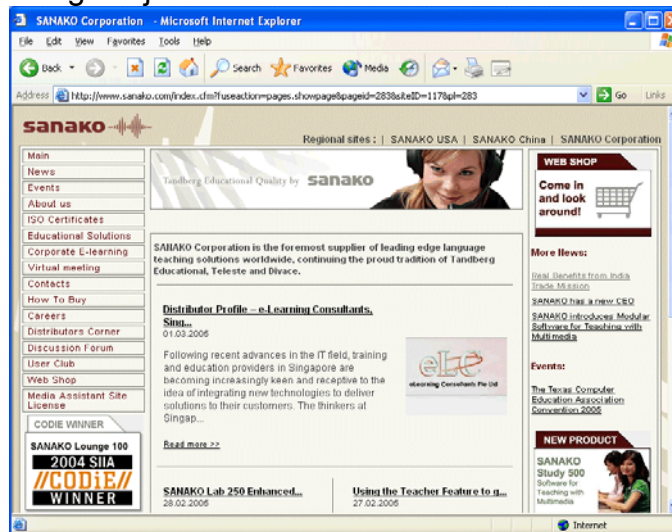 SANAKO Corporation - Microsoft Internet Explorer
File Edit View Favorites Tools Help
Back Search Favorites Media
Address http://www.sanako.com/index.cfm?fuseaction=pages.showpage&pageid=283&siteID=117&pl=283 Go Links
sanako
Regional sites : | SANAKO USA | SANAKO China | SANAKO Corporation
Main
News
Events
About us
ISO Certificates
Educational Solutions
Corporate E-learning
Virtual meeting
Contacts
How To Buy
Careers
Distributors Corner
Discussion Forum
User Club
Web Shop
Media Assistant Site
License
CODIE WINNER
SANAKO Lounge 100
2004 SIIA
//CODiE//
WINNER
Tandberg Educational Quality by sanako
SANAKO Corporation is the foremost supplier of leading edge language
teaching solutions worldwide, continuing the proud tradition of Tandberg
Educational, Teleste and Divace.
Distributor Profile – e-Learning Consultants,
Sing...
01.03.2006
Following recent advances in the IT field, training
and education providers in Singapore are
becoming increasingly keen and receptive to the
idea of integrating new technologies to deliver
solutions to their customers. The thinkers at
Singap...
Read more >>
eLC
eLearning Consultants Pte Ltd
SANAKO Lab 250 Enhanced...
28.02.2006
Using the Teacher Feature to g...
27.02.2006
WEB SHOP
Come in
and look
around!
More News:
Real Benefits from India
Trade Mission
SANAKO has a new CEO
SANAKO introduces Modular
Software for Teaching with
Multimedia
Events:
The Texas Computer
Education Association
Convention 2006
NEW PRODUCT
SANAKO
Study 500
Software for
Teaching with
Multimedia
Internet